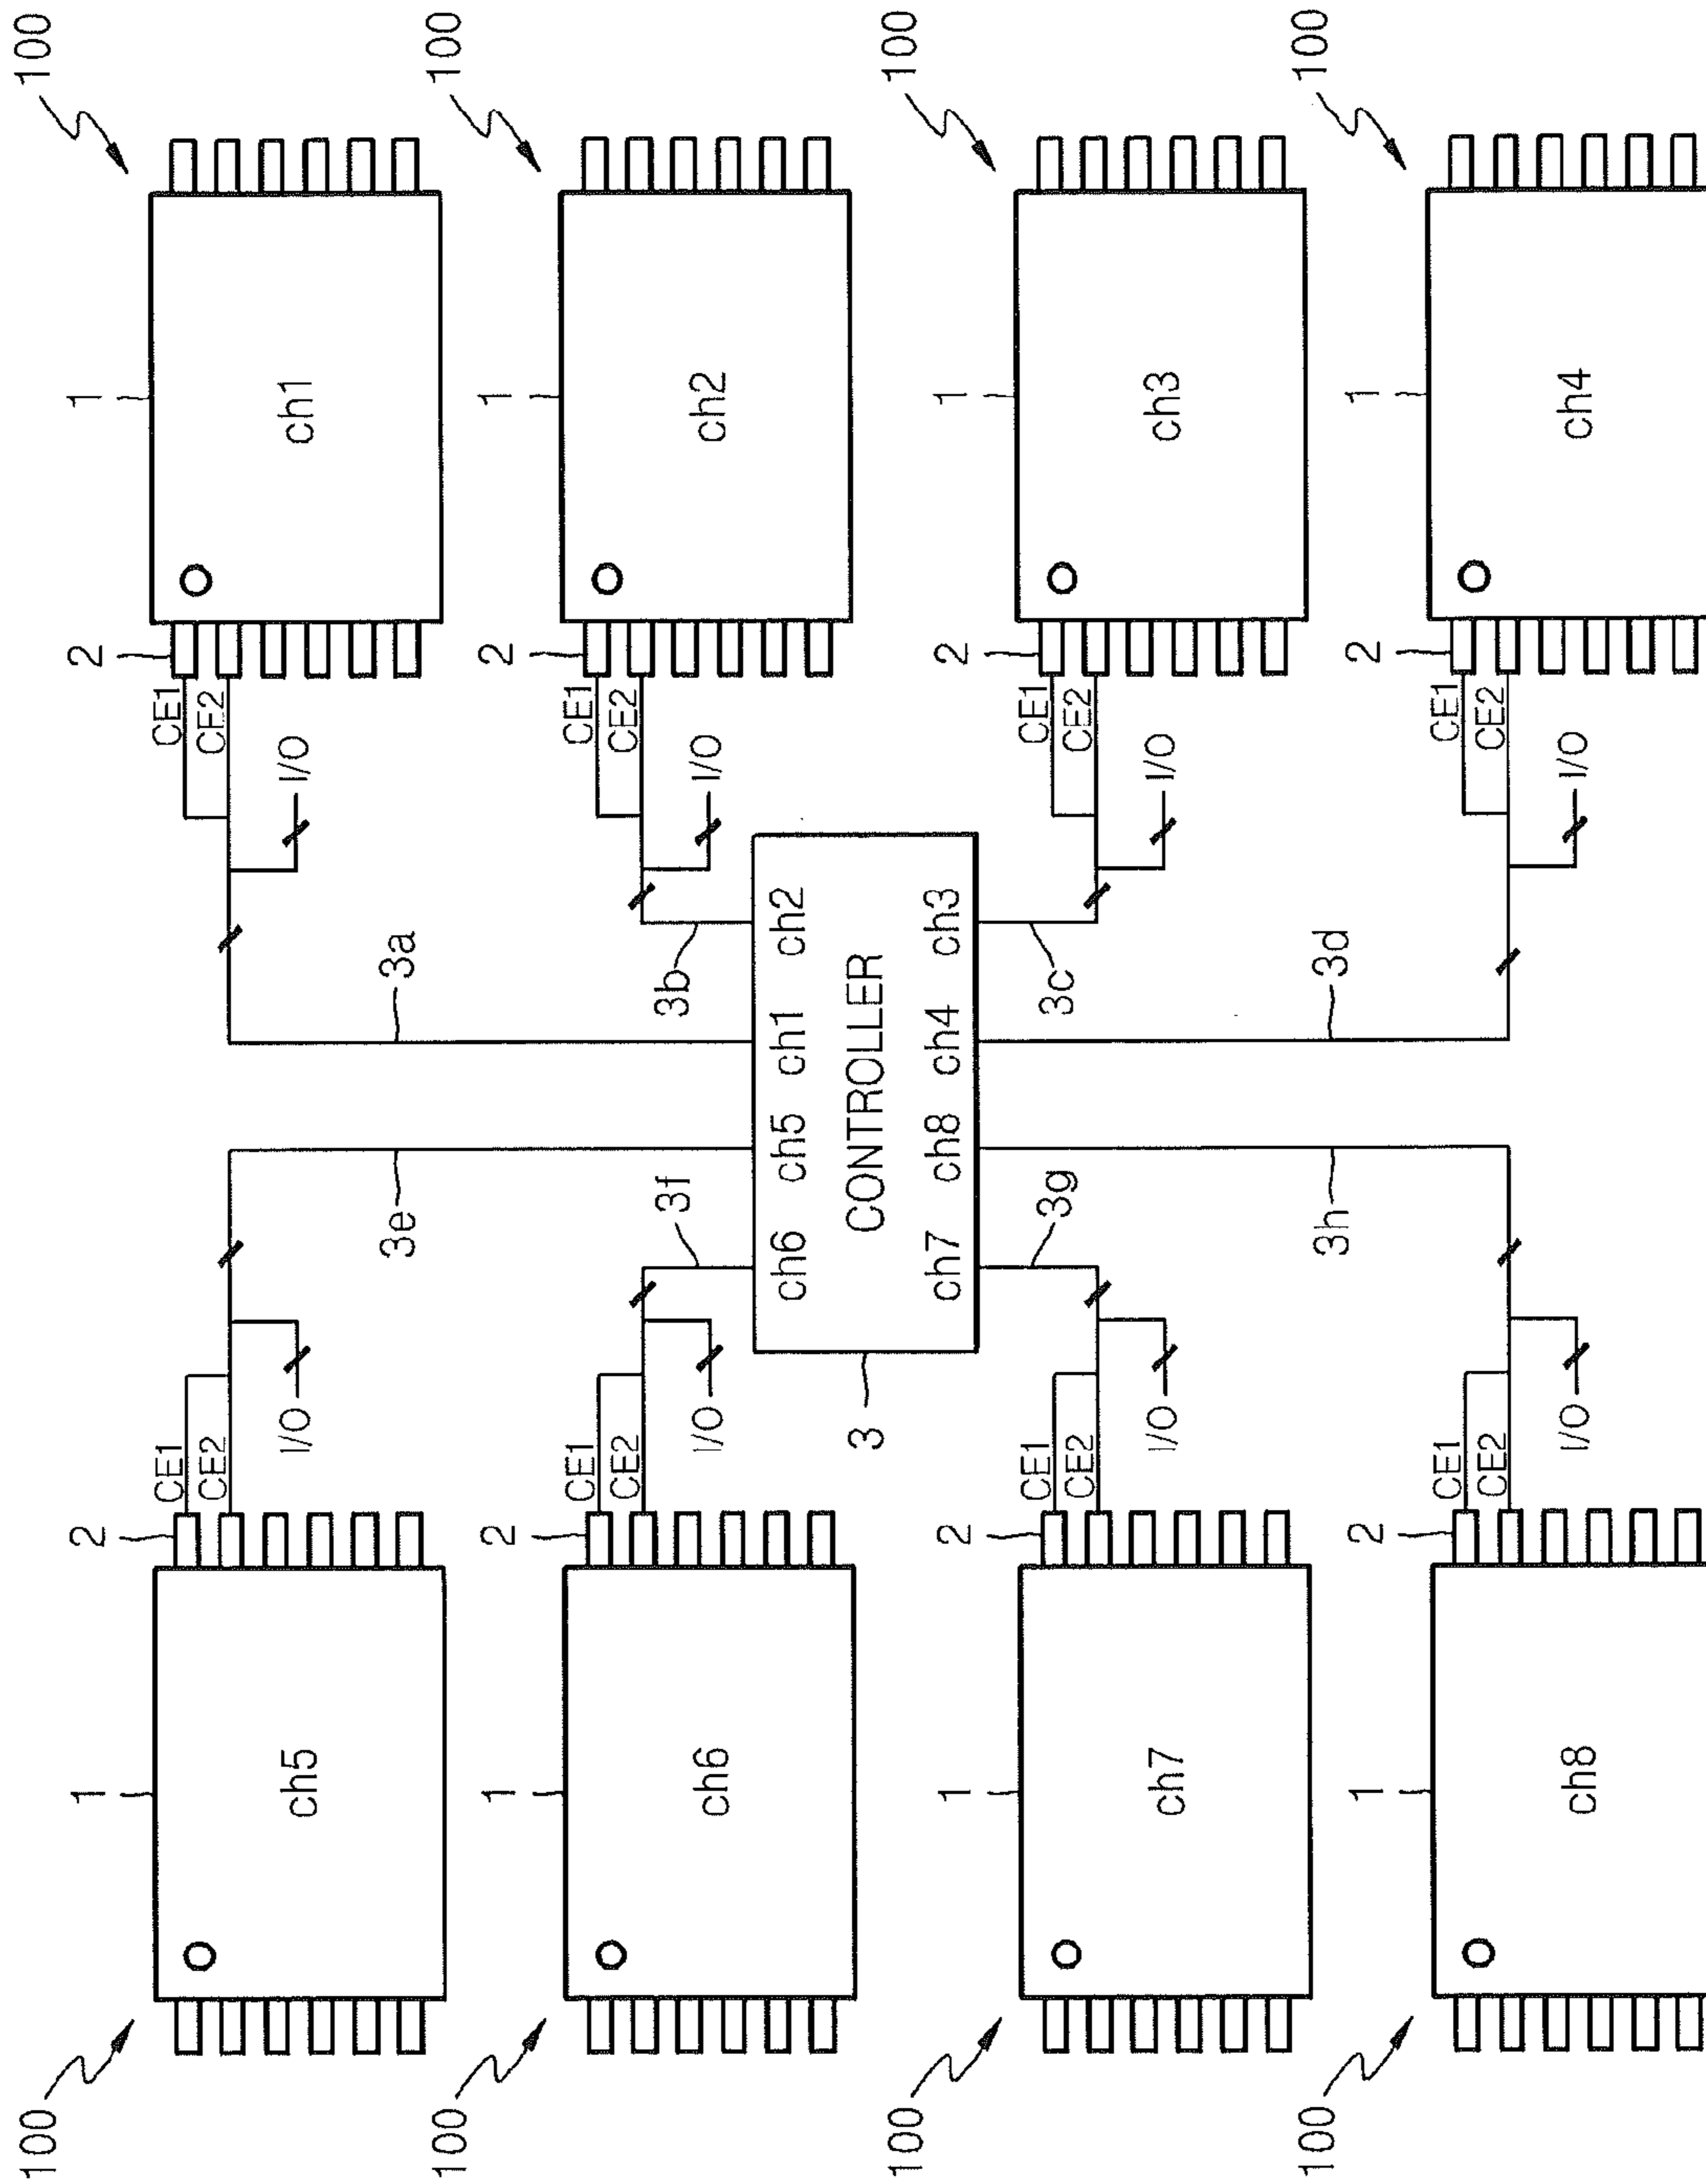 100 100
1 2 2 1
CE1 CE1
CE2 CE2
ch5 I/O I/O ch1
3e 3a
100 100
1 2 2 1
CE1 CE1
CE2 CE2
3f 3b
ch6 I/O I/O ch2
ch6 ch5 ch1 ch2
3 CONTROLLER
ch7 ch8 ch4 ch3
100 100
1 2 2 1
CE1 CE1
3g 3c
CE2 CE2
ch7 I/O I/O ch3
100 100
3h 3d
1 2 2 1
CE1 CE1
CE2 CE2
ch8 I/O I/O ch4